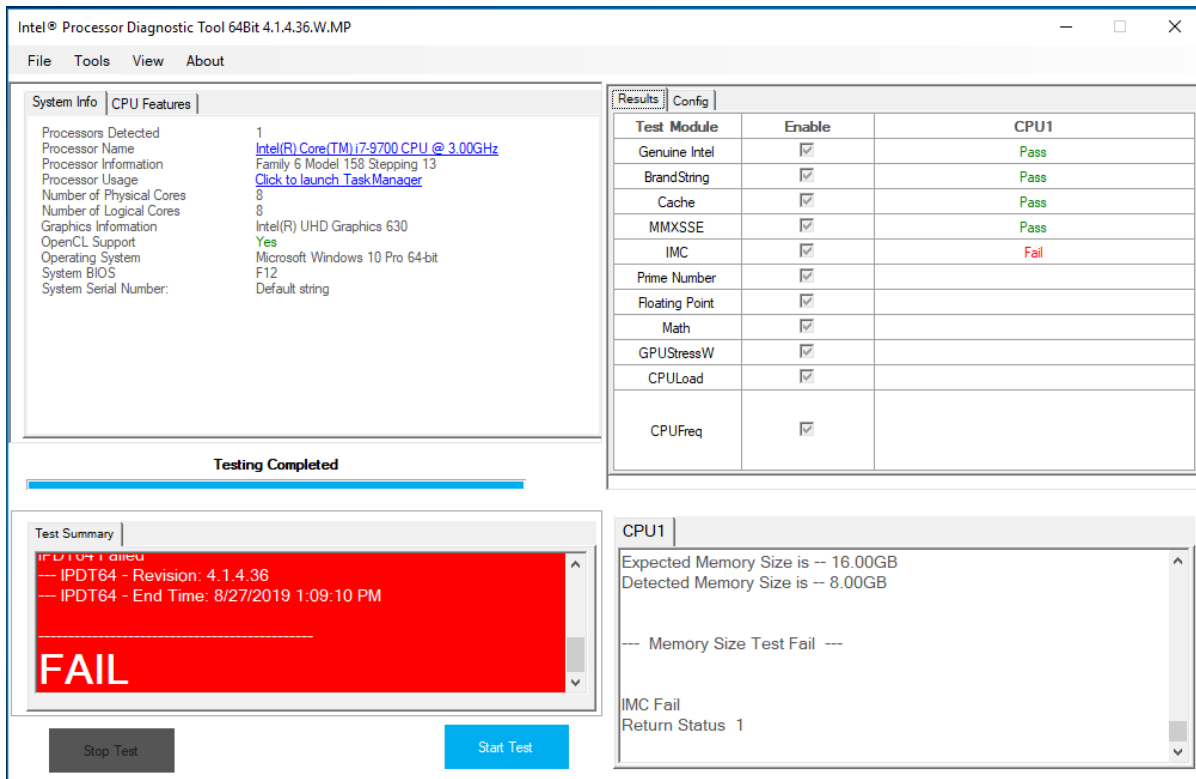 Intel® Processor Diagnostic Tool 64Bit 4.1.4.36.W.MP
File Tools View About
System Info CPU Features
Processors Detected 1
Processor Name Intel(R) Core(TM) i7-9700 CPU @ 3.00GHz
Processor Information Family 6 Model 158 Stepping 13
Processor Usage Click to launch TaskManager
Number of Physical Cores 8
Number of Logical Cores 8
Graphics Information Intel(R) UHD Graphics 630
OpenCL Support Yes
Operating System Microsoft Windows 10 Pro 64-bit
System BIOS F12
System Serial Number: Default string
Results Config
Test Module Enable CPU1
Genuine Intel Pass
BrandString Pass
Cache Pass
MMXSSE Pass
IMC Fail
Prime Number
Floating Point
Math
GPUStressW
CPULoad
CPUFreq
Testing Completed
Test Summary
IPDT64 Failed
--- IPDT64 - Revision: 4.1.4.36
--- IPDT64 - End Time: 8/27/2019 1:09:10 PM
----------------------------------------------
FAIL
Stop Test Start Test
CPU1
Expected Memory Size is -- 16.00GB
Detected Memory Size is -- 8.00GB
--- Memory Size Test Fail ---
IMC Fail
Return Status 1